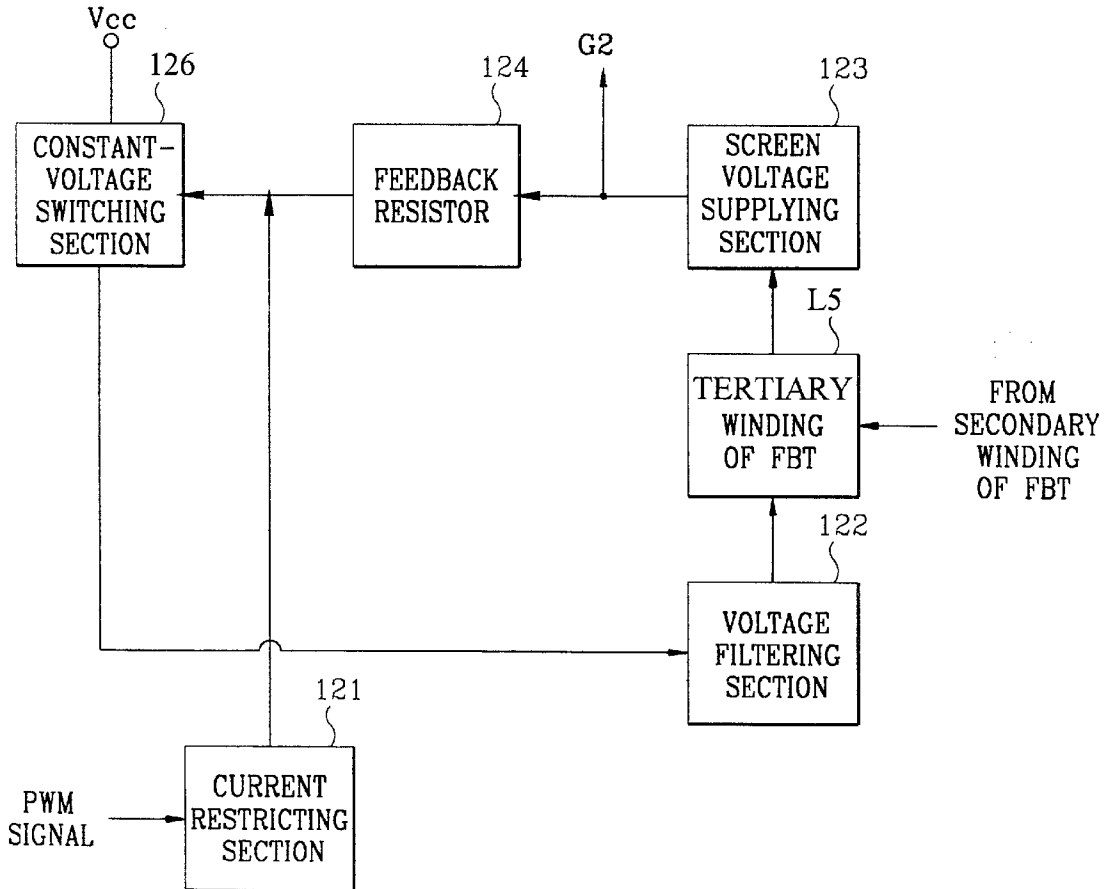 Vcc
126
CONSTANT-
VOLTAGE
SWITCHING
SECTION
124
FEEDBACK
RESISTOR
G2
123
SCREEN
VOLTAGE
SUPPLYING
SECTION
L5
TERTIARY
WINDING
OF FBT
FROM
SECONDARY
WINDING
OF FBT
122
VOLTAGE
FILTERING
SECTION
121
CURRENT
RESTRICTING
SECTION
PWM
SIGNAL